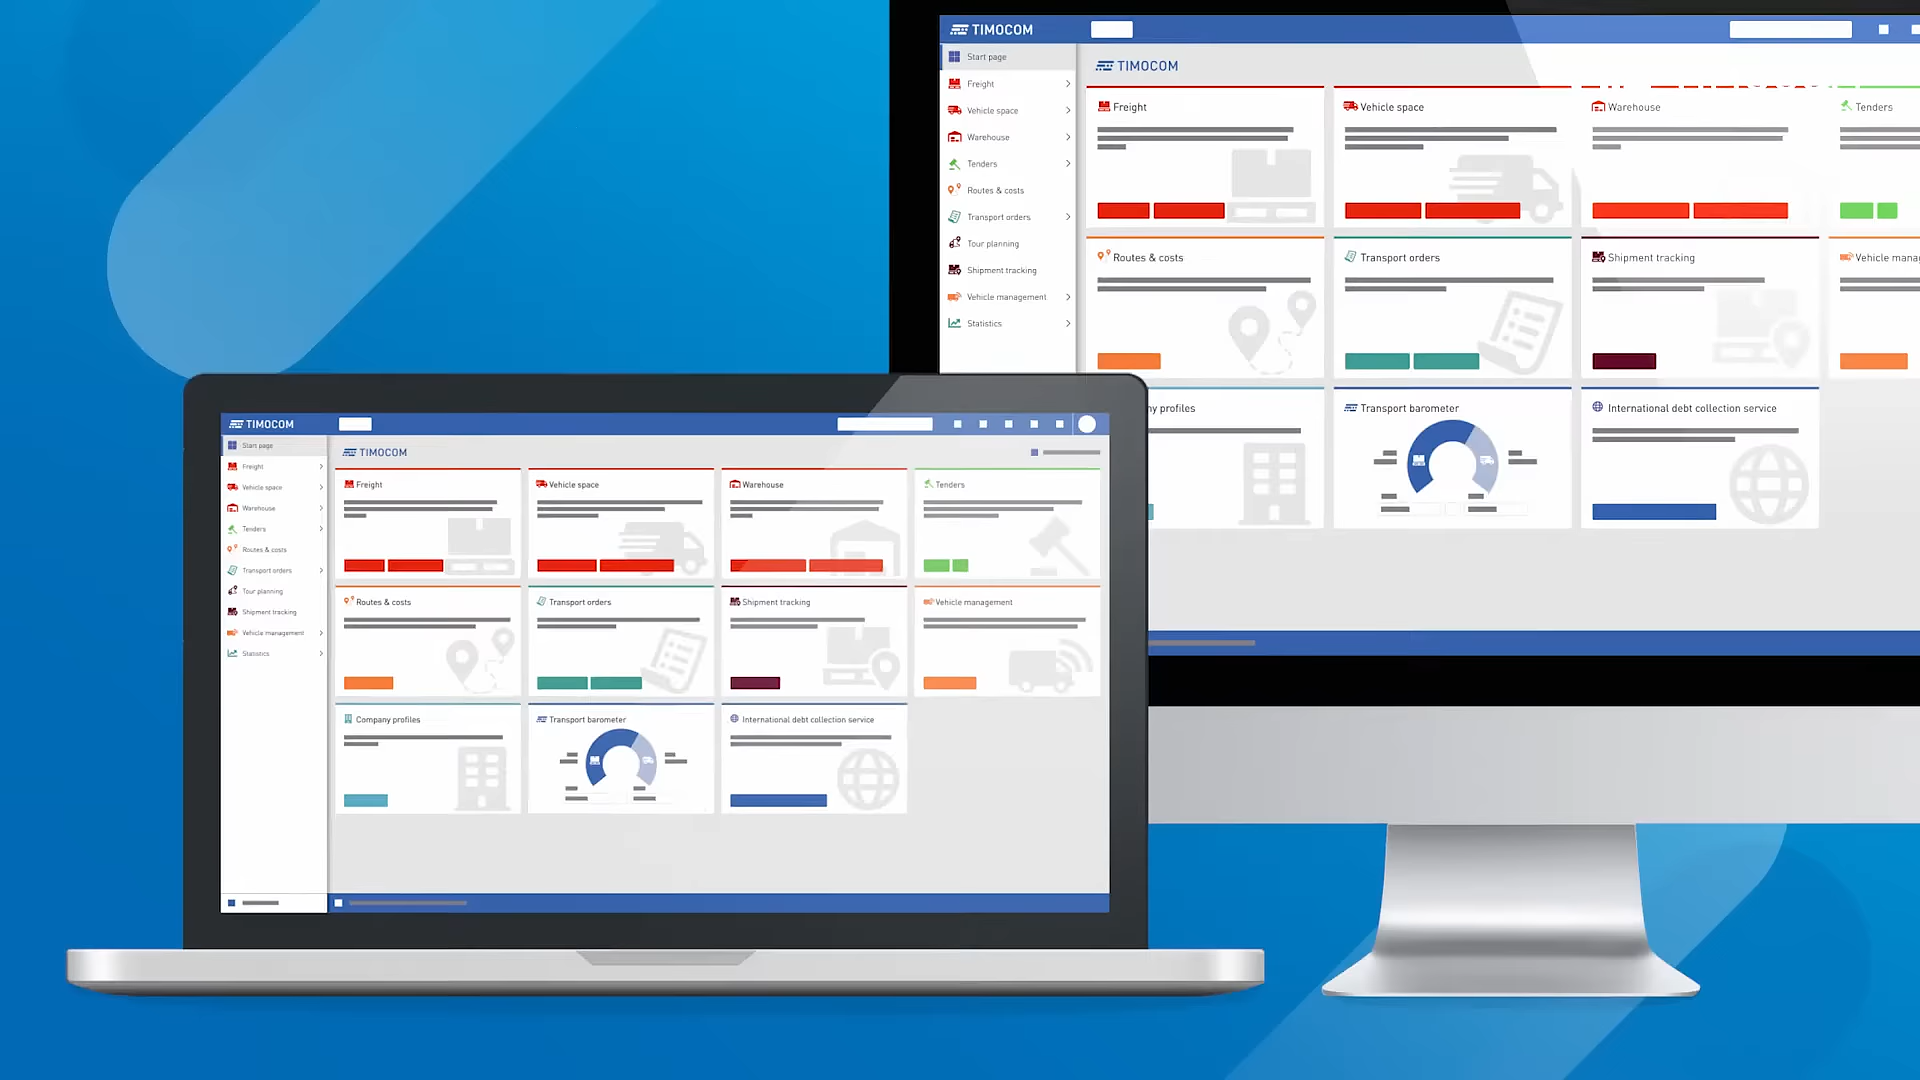 TIMOCOM
Start page
Freight
Vehicle space
Warehouse
Tenders
Routes & costs
Transport orders
Tour planning
Shipment tracking
Vehicle management
Statistics
TIMOCOM
Freight
Vehicle space
Warehouse
Tenders
Routes & costs
Transport orders
Shipment tracking
Vehicle mana
ny profiles
Transport barometer
International debt collection service
TIMOCOM
Start page
Freight
Vehicle space
Warehouse
Tenders
Routes & costs
Transport orders
Tour planning
Shipment tracking
Vehicle management
Statistics
TIMOCOM
Freight
Vehicle space
Warehouse
Tenders
Routes & costs
Transport orders
Shipment tracking
Vehicle management
Company profiles
Transport barometer
International debt collection service